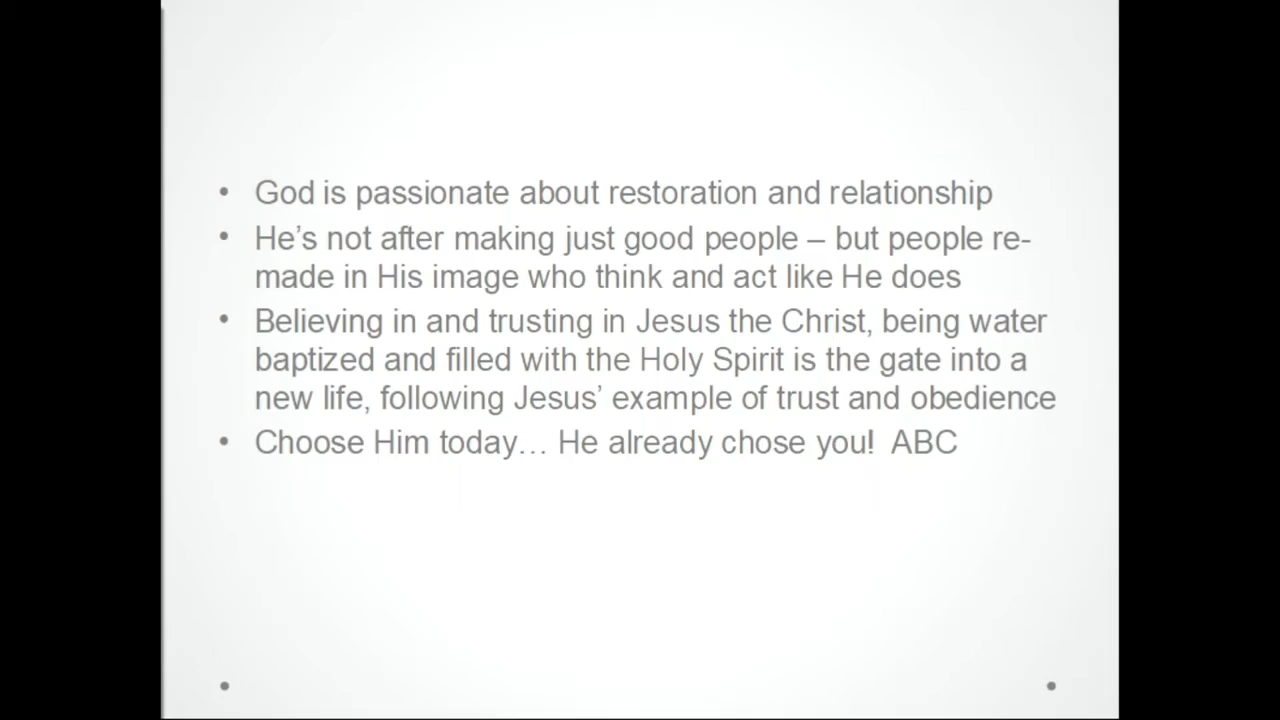 • God is passionate about restoration and relationship
• He’s not after making just good people – but people re-
made in His image who think and act like He does
• Believing in and trusting in Jesus the Christ, being water
baptized and filled with the Holy Spirit is the gate into a
new life, following Jesus’ example of trust and obedience
• Choose Him today… He already chose you!  ABC